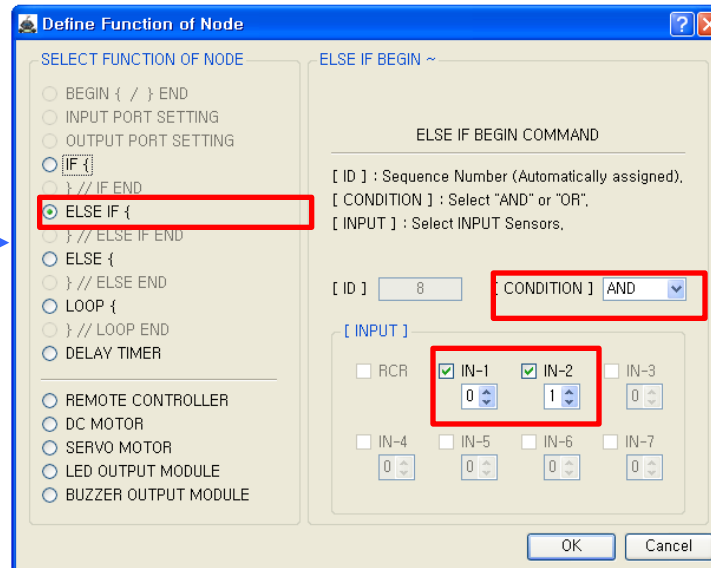 Define Function of Node
SELECT FUNCTION OF NODE
BEGIN { / } END
INPUT PORT SETTING
OUTPUT PORT SETTING
IF {
} // IF END
ELSE IF {
} // ELSE IF END
ELSE {
} // ELSE END
LOOP {
} // LOOP END
DELAY TIMER
REMOTE CONTROLLER
DC MOTOR
SERVO MOTOR
LED OUTPUT MODULE
BUZZER OUTPUT MODULE
ELSE IF BEGIN ~
ELSE IF BEGIN COMMAND
[ ID ] : Sequence Number (Automatically assigned),
[ CONDITION ] : Select "AND" or "OR",
[ INPUT ] : Select INPUT Sensors,
[ ID ] 8 [ CONDITION ] AND
[ INPUT ]
RCR IN-1 IN-2 IN-3
0 1 0
IN-4 IN-5 IN-6 IN-7
0 0 0 0
OK Cancel